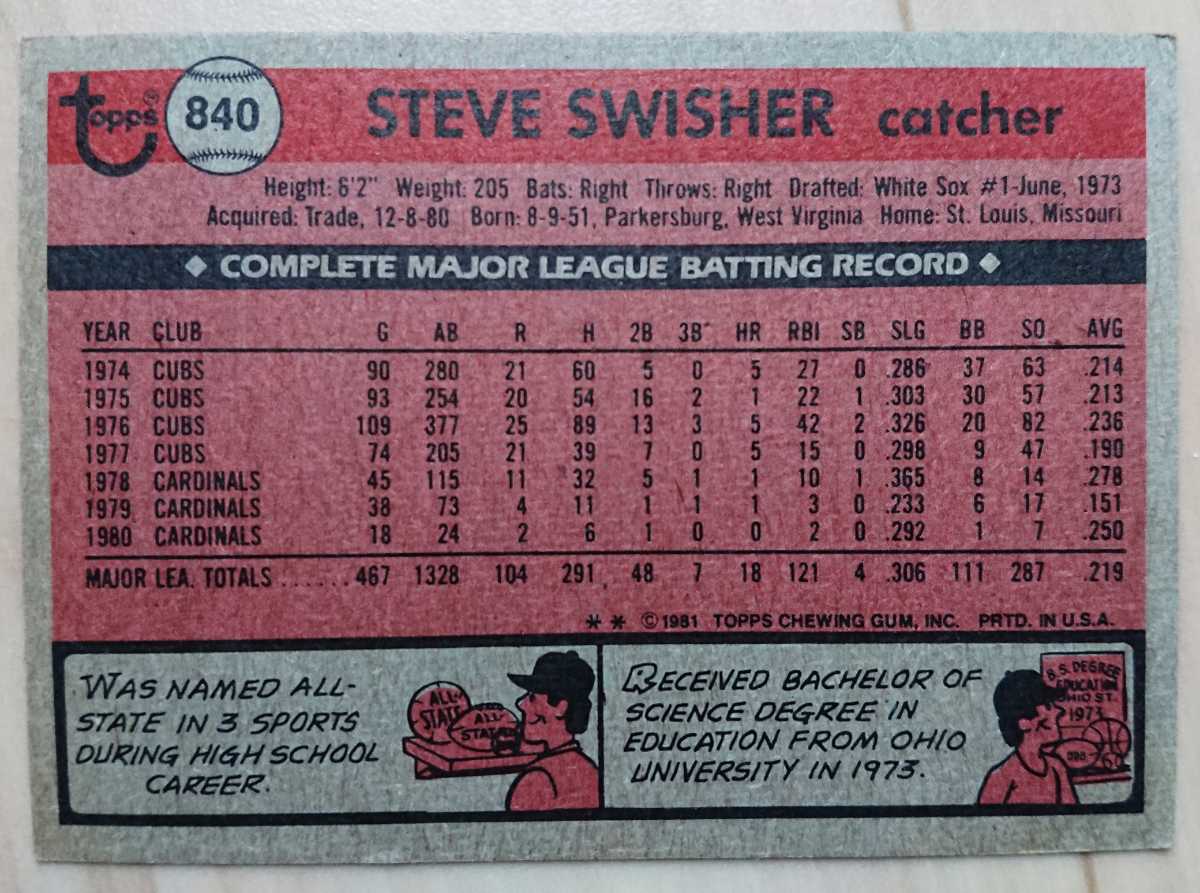 Topps® 840 STEVE SWISHER catcher
Height: 6'2" Weight: 205 Bats: Right Throws: Right Drafted: White Sox #1-June, 1973
Acquired: Trade, 12-8-80 Born: 8-9-51, Parkersburg, West Virginia Home: St. Louis, Missouri
◆ COMPLETE MAJOR LEAGUE BATTING RECORD ◆
YEAR CLUB G AB R H 2B 3B HR RBI SB SLG BB SO AVG
1974 CUBS 90 280 21 60 5 0 5 27 0 .286 37 63 .214
1975 CUBS 93 254 20 54 16 2 1 22 1 .303 30 57 .213
1976 CUBS 109 377 25 89 13 3 5 42 2 .326 20 82 .236
1977 CUBS 74 205 21 39 7 0 5 15 0 .298 9 47 .190
1978 CARDINALS 45 115 11 32 5 1 1 10 1 .365 8 14 .278
1979 CARDINALS 38 73 4 11 1 1 1 3 0 .233 6 17 .151
1980 CARDINALS 18 24 2 6 1 0 0 2 0 .292 1 7 .250
MAJOR LEA. TOTALS ....... 467 1328 104 291 48 7 18 121 4 .306 111 287 .219
* * ©1981 TOPPS CHEWING GUM, INC. PRTD. IN U.S.A.
WAS NAMED ALL-
STATE IN 3 SPORTS
DURING HIGH SCHOOL
CAREER.
ALL-
STATE
ALL-
STATE
RECEIVED BACHELOR OF
SCIENCE DEGREE IN
EDUCATION FROM OHIO
UNIVERSITY IN 1973.
B.S. DEGREE
EDUCATION
OHIO ST.
1973